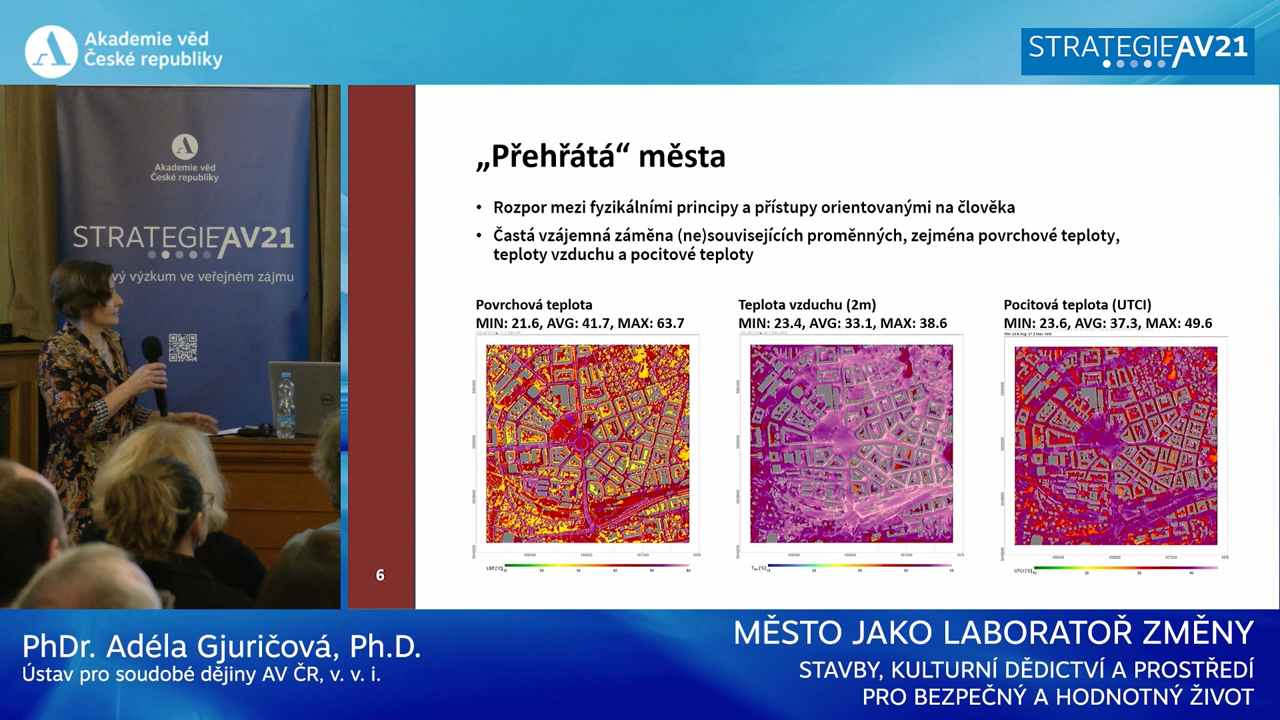 Akademie věd
České republiky
STRATEGIE AV21
Akademie věd
České republiky
STRATEGIE AV21
vý výzkum ve veřejném zájmu
DELL
„Přehřátá“ města
• Rozpor mezi fyzikálními principy a přístupy orientovanými na člověka
• Častá vzájemná záměna (ne)souvisejících proměnných, zejména povrchové teploty,
teploty vzduchu a pocitové teploty
Povrchová teplota
MIN: 21.6, AVG: 41.7, MAX: 63.7
Teplota vzduchu (2m)
MIN: 23.4, AVG: 33.1, MAX: 38.6
Pocitová teplota (UTCI)
MIN: 23.6, AVG: 37.3, MAX: 49.6
6
PhDr. Adéla Gjuričová, Ph.D.
Ústav pro soudobé dějiny AV ČR, v. v. i.
MĚSTO JAKO LABORATOŘ ZMĚNY
STAVBY, KULTURNÍ DĚDICTVÍ A PROSTŘEDÍ
PRO BEZPEČNÝ A HODNOTNÝ ŽIVOT